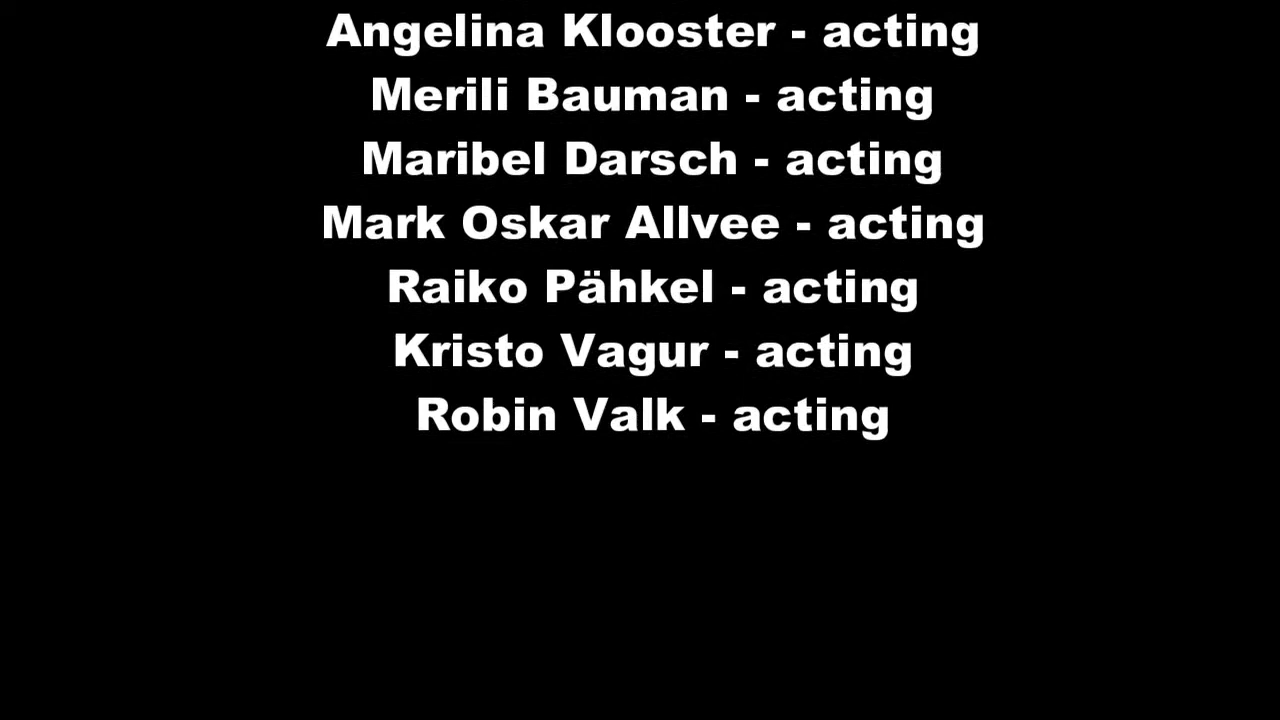 Angelina Klooster - acting
Merili Bauman - acting
Maribel Darsch - acting
Mark Oskar Allvee - acting
Raiko Pähkel - acting
Kristo Vagur - acting
Robin Valk - acting